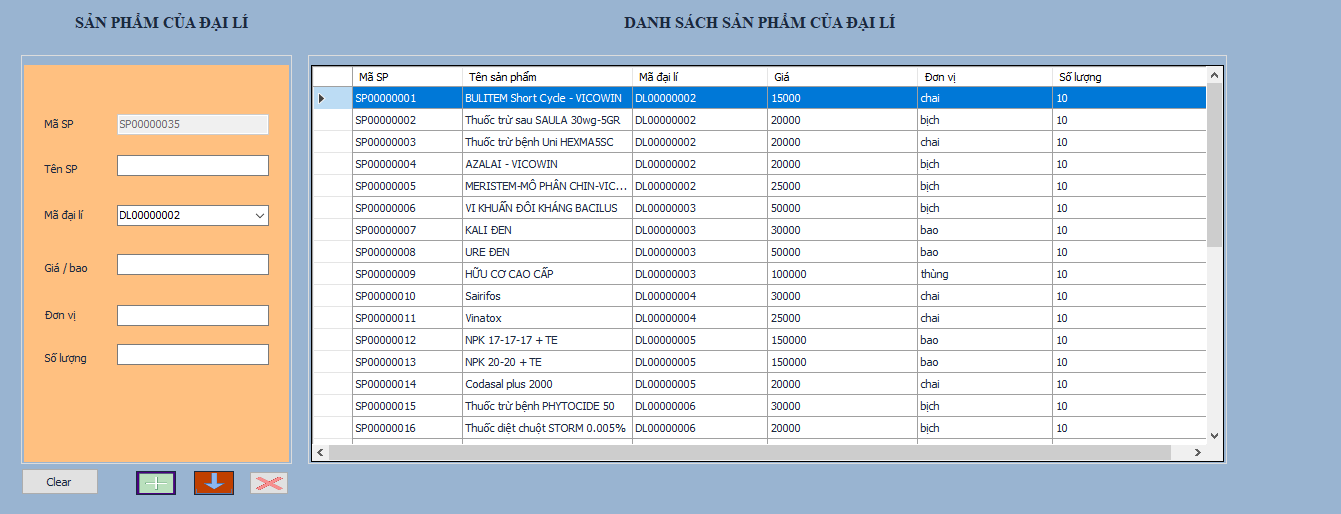 SẢN PHẨM CỦA ĐẠI LÍ
DANH SÁCH SẢN PHẨM CỦA ĐẠI LÍ
Mã SP SP00000035
Tên SP
Mã đại lí DL00000002
Giá / bao
Đơn vị
Số lượng
Clear
Mã SP Tên sản phẩm Mã đại lí Giá Đơn vị Số lượng
SP00000001 BULITEM Short Cycle - VICOWIN DL00000002 15000 chai 10
SP00000002 Thuốc trừ sau SAULA 30wg-5GR DL00000002 20000 bịch 10
SP00000003 Thuốc trừ bệnh Uni HEXMA5SC DL00000002 20000 chai 10
SP00000004 AZALAI - VICOWIN DL00000002 20000 bịch 10
SP00000005 MERISTEM-MÔ PHÂN CHIN-VIC... DL00000002 25000 bịch 10
SP00000006 VI KHUẨN ĐỐI KHÁNG BACILUS DL00000003 50000 bịch 10
SP00000007 KALI ĐEN DL00000003 30000 bao 10
SP00000008 URE ĐEN DL00000003 50000 bao 10
SP00000009 HỮU CƠ CAO CẤP DL00000003 100000 thùng 10
SP00000010 Sairifos DL00000004 30000 chai 10
SP00000011 Vinatox DL00000004 25000 chai 10
SP00000012 NPK 17-17-17 + TE DL00000005 150000 bao 10
SP00000013 NPK 20-20 + TE DL00000005 150000 bao 10
SP00000014 Codasal plus 2000 DL00000005 20000 chai 10
SP00000015 Thuốc trừ bệnh PHYTOCIDE 50 DL00000006 30000 bịch 10
SP00000016 Thuốc diệt chuột STORM 0.005% DL00000006 20000 bịch 10